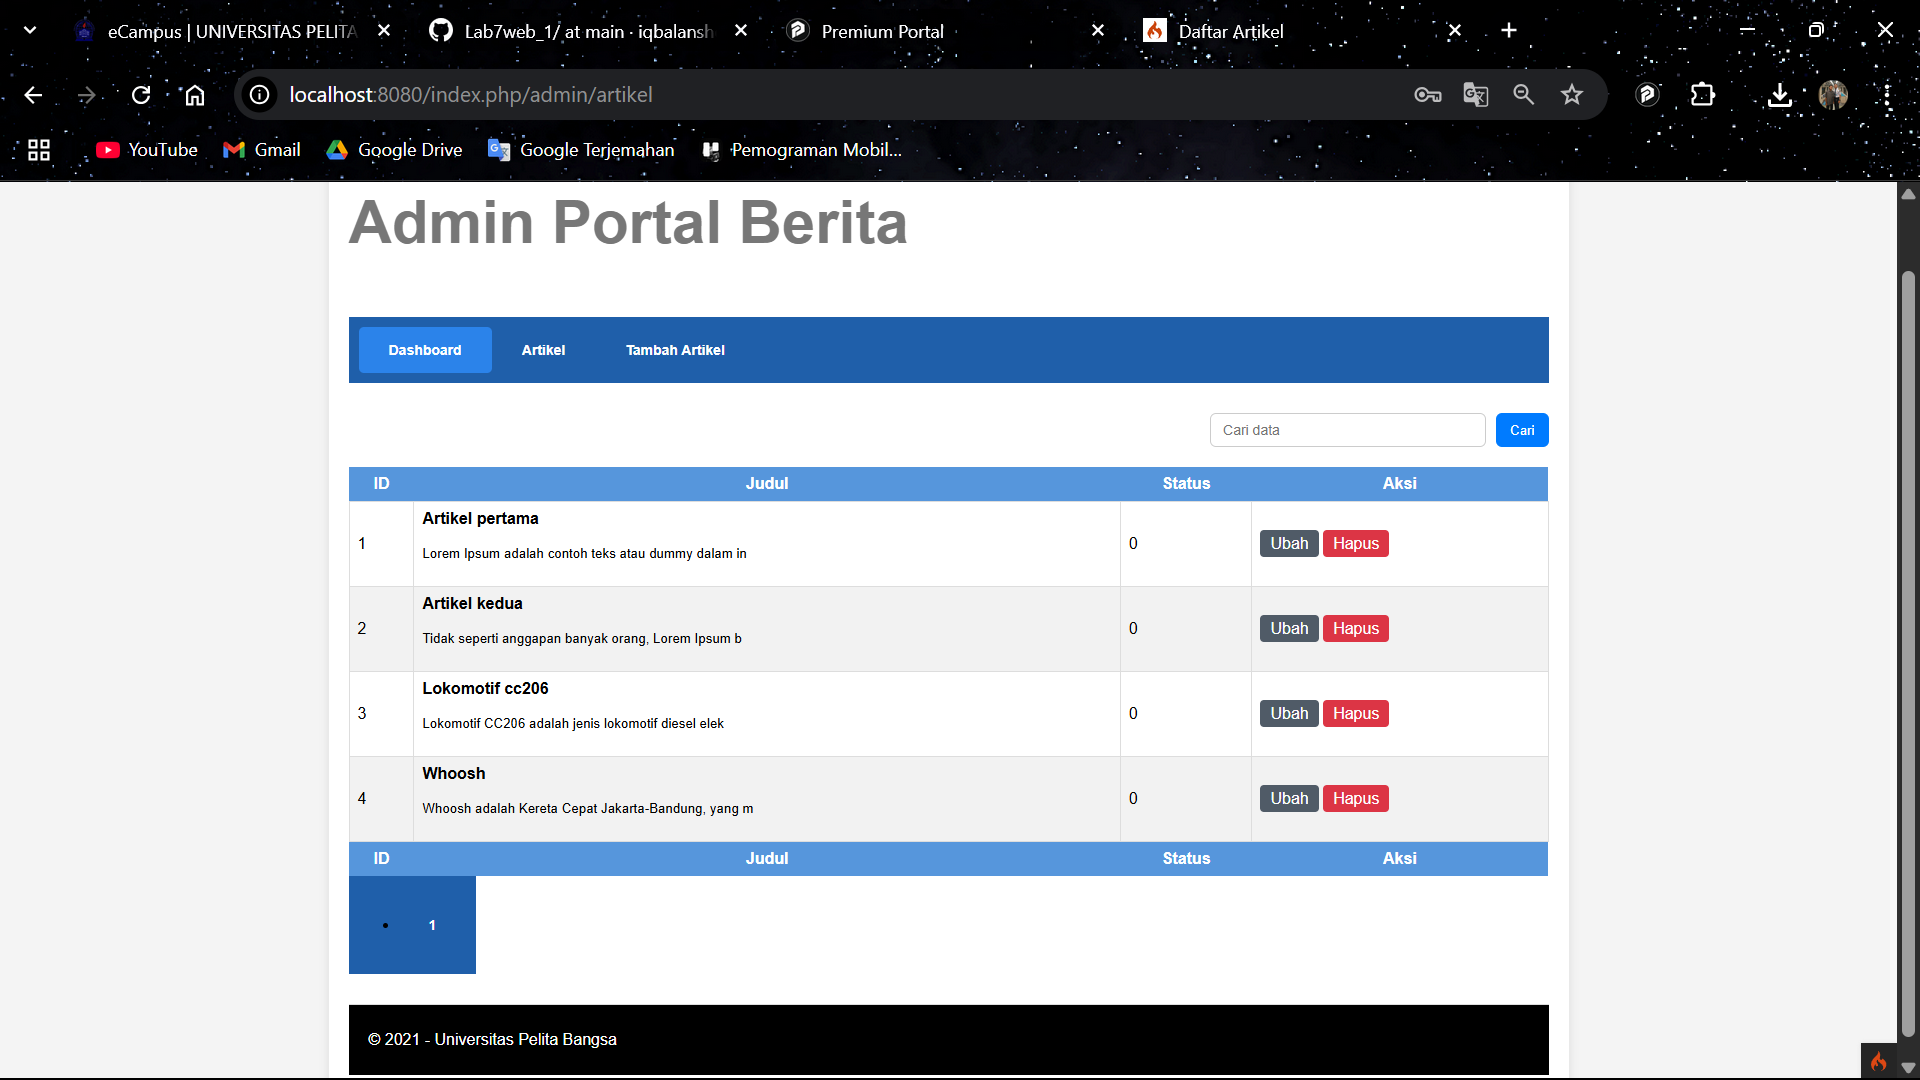 eCampus | UNIVERSITAS PELITA
Lab7web_1/ at main · iqbalansh
Premium Portal
Daftar Artikel
localhost:8080/index.php/admin/artikel
YouTube
Gmail
Google Drive
Google Terjemahan
Pemograman Mobil...
Admin Portal Berita
Dashboard
Artikel
Tambah Artikel
Cari data
Cari
ID Judul Status Aksi
Artikel pertama
1 0 Ubah Hapus
Lorem Ipsum adalah contoh teks atau dummy dalam in
Artikel kedua
2 0 Ubah Hapus
Tidak seperti anggapan banyak orang, Lorem Ipsum b
Lokomotif cc206
3 0 Ubah Hapus
Lokomotif CC206 adalah jenis lokomotif diesel elek
Whoosh
4 0 Ubah Hapus
Whoosh adalah Kereta Cepat Jakarta-Bandung, yang m
ID Judul Status Aksi
• 1
© 2021 - Universitas Pelita Bangsa